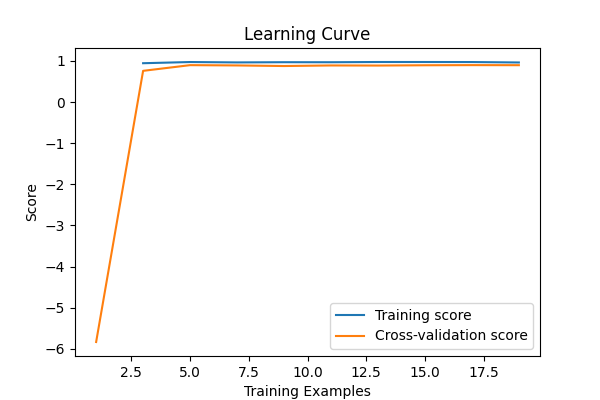 Learning Curve
1
0
−1
−2
−3
−4
−5
−6
Score
2.5 5.0 7.5 10.0 12.5 15.0 17.5
Training Examples
Training score
Cross-validation score